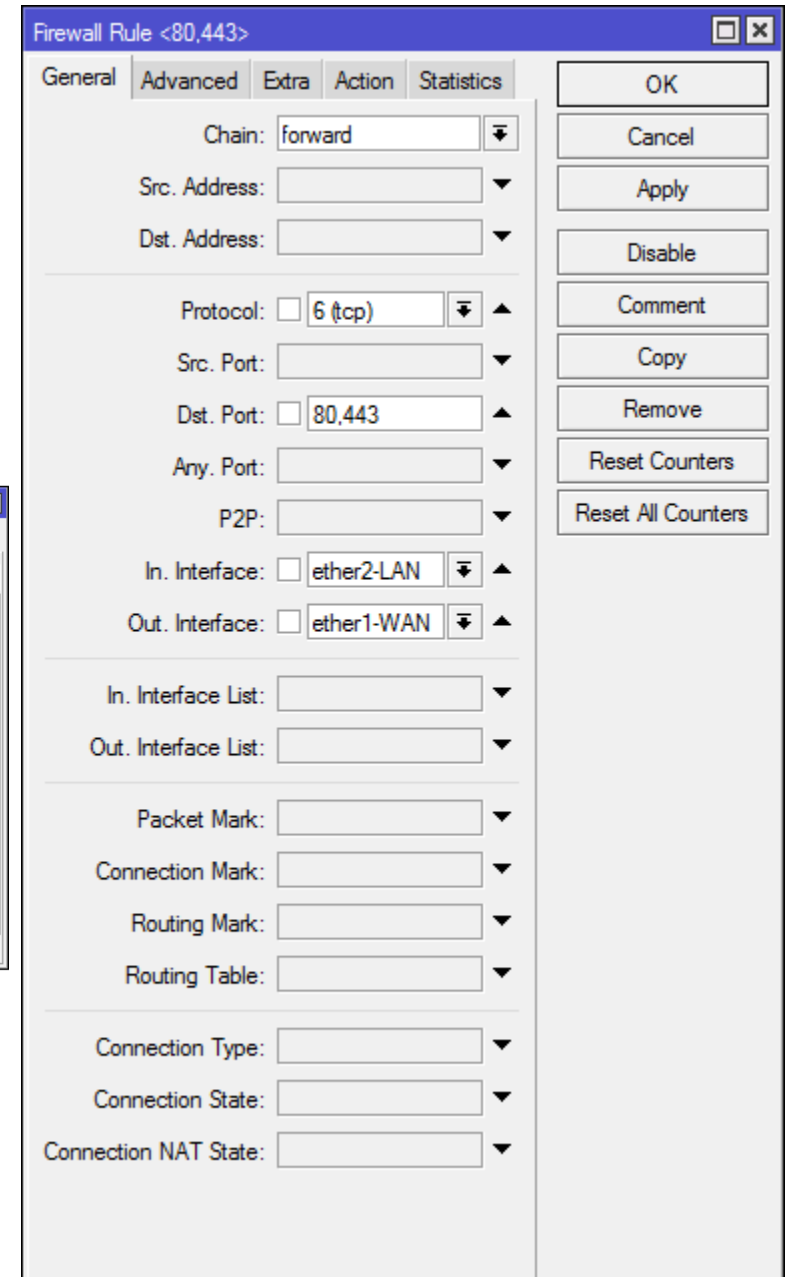 Firewall Rule <80,443>
General Advanced Extra Action Statistics
OK
Chain: forward
Cancel
Src. Address:
Apply
Dst. Address:
Disable
Protocol: 6 (tcp)
Comment
Src. Port:
Copy
Dst. Port: 80,443
Remove
Any. Port:
Reset Counters
P2P:
Reset All Counters
In. Interface: ether2-LAN
Out. Interface: ether1-WAN
In. Interface List:
Out. Interface List:
Packet Mark:
Connection Mark:
Routing Mark:
Routing Table:
Connection Type:
Connection State:
Connection NAT State: